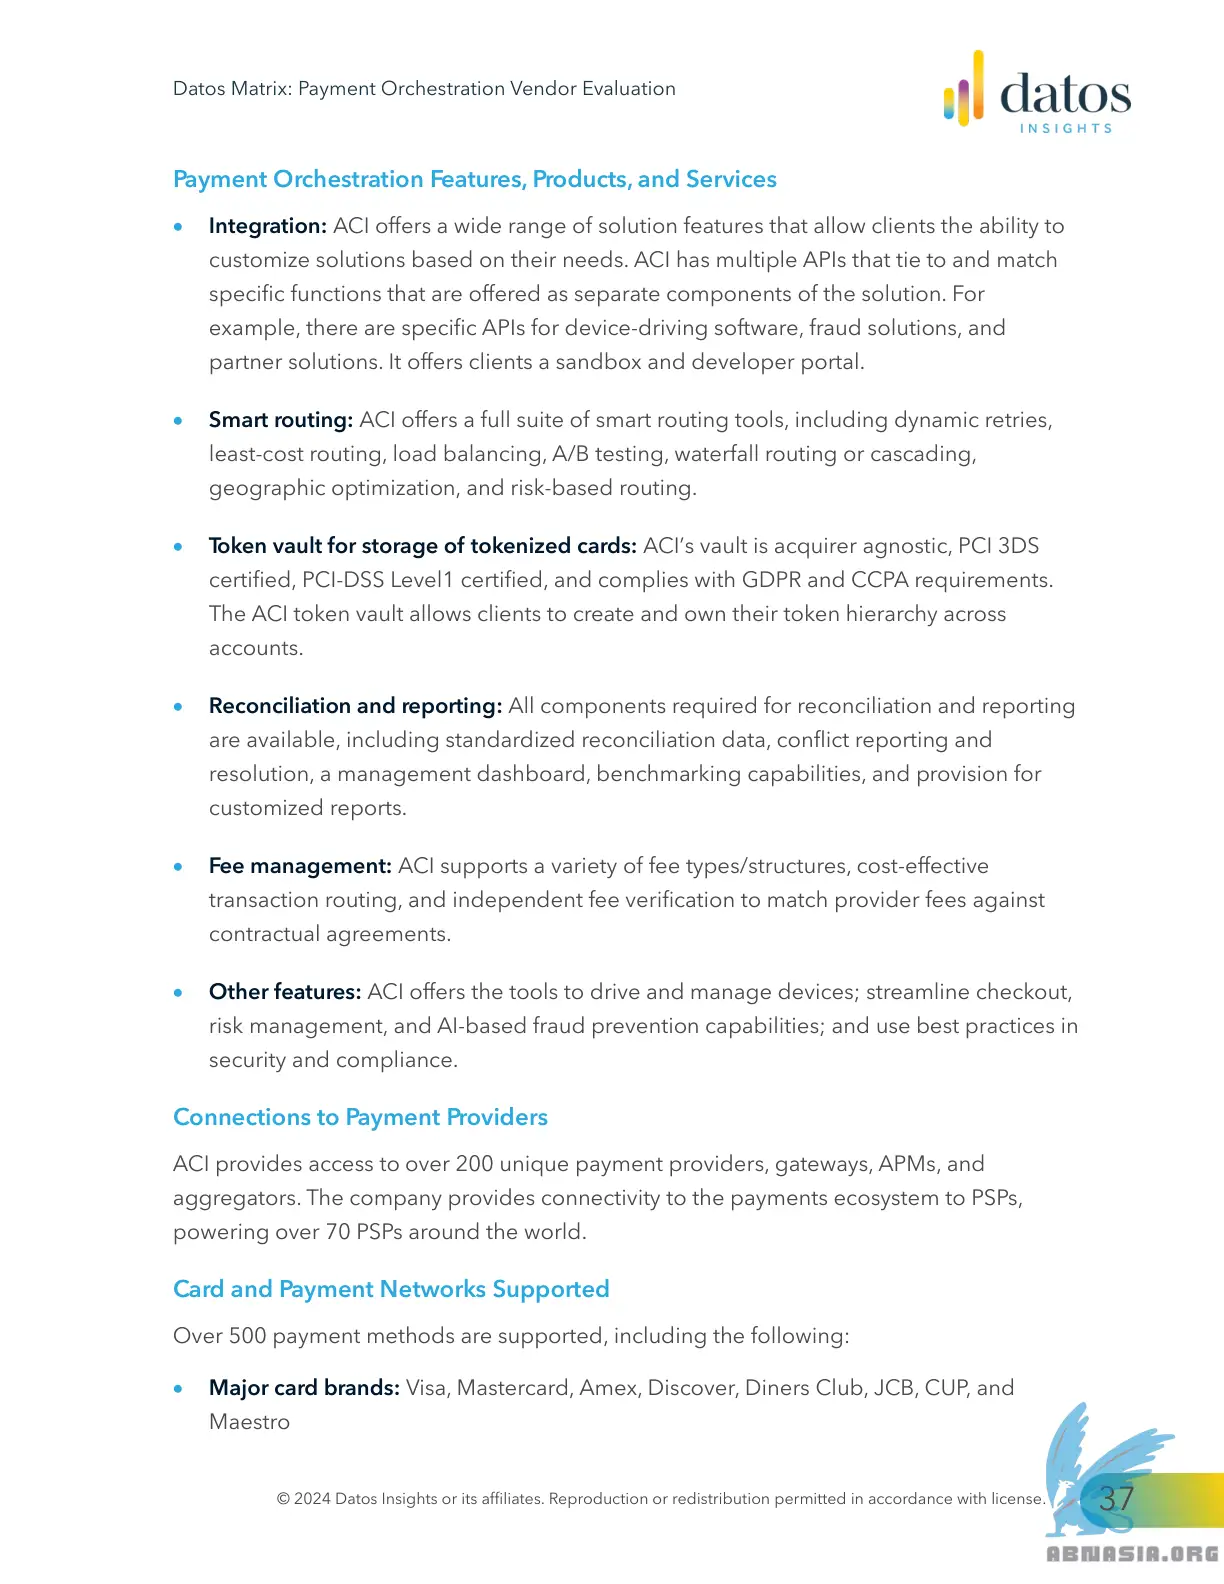 Datos Matrix: Payment Orchestration Vendor Evaluation
datos
INSIGHTS
Payment Orchestration Features, Products, and Services
• Integration: ACI offers a wide range of solution features that allow clients the ability to
customize solutions based on their needs. ACI has multiple APIs that tie to and match
specific functions that are offered as separate components of the solution. For
example, there are specific APIs for device-driving software, fraud solutions, and
partner solutions. It offers clients a sandbox and developer portal.
• Smart routing: ACI offers a full suite of smart routing tools, including dynamic retries,
least-cost routing, load balancing, A/B testing, waterfall routing or cascading,
geographic optimization, and risk-based routing.
• Token vault for storage of tokenized cards: ACI’s vault is acquirer agnostic, PCI 3DS
certified, PCI-DSS Level1 certified, and complies with GDPR and CCPA requirements.
The ACI token vault allows clients to create and own their token hierarchy across
accounts.
• Reconciliation and reporting: All components required for reconciliation and reporting
are available, including standardized reconciliation data, conflict reporting and
resolution, a management dashboard, benchmarking capabilities, and provision for
customized reports.
• Fee management: ACI supports a variety of fee types/structures, cost-effective
transaction routing, and independent fee verification to match provider fees against
contractual agreements.
• Other features: ACI offers the tools to drive and manage devices; streamline checkout,
risk management, and AI-based fraud prevention capabilities; and use best practices in
security and compliance.
Connections to Payment Providers
ACI provides access to over 200 unique payment providers, gateways, APMs, and
aggregators. The company provides connectivity to the payments ecosystem to PSPs,
powering over 70 PSPs around the world.
Card and Payment Networks Supported
Over 500 payment methods are supported, including the following:
• Major card brands: Visa, Mastercard, Amex, Discover, Diners Club, JCB, CUP, and
Maestro
© 2024 Datos Insights or its affiliates. Reproduction or redistribution permitted in accordance with license.
37
ABNASIA.ORG